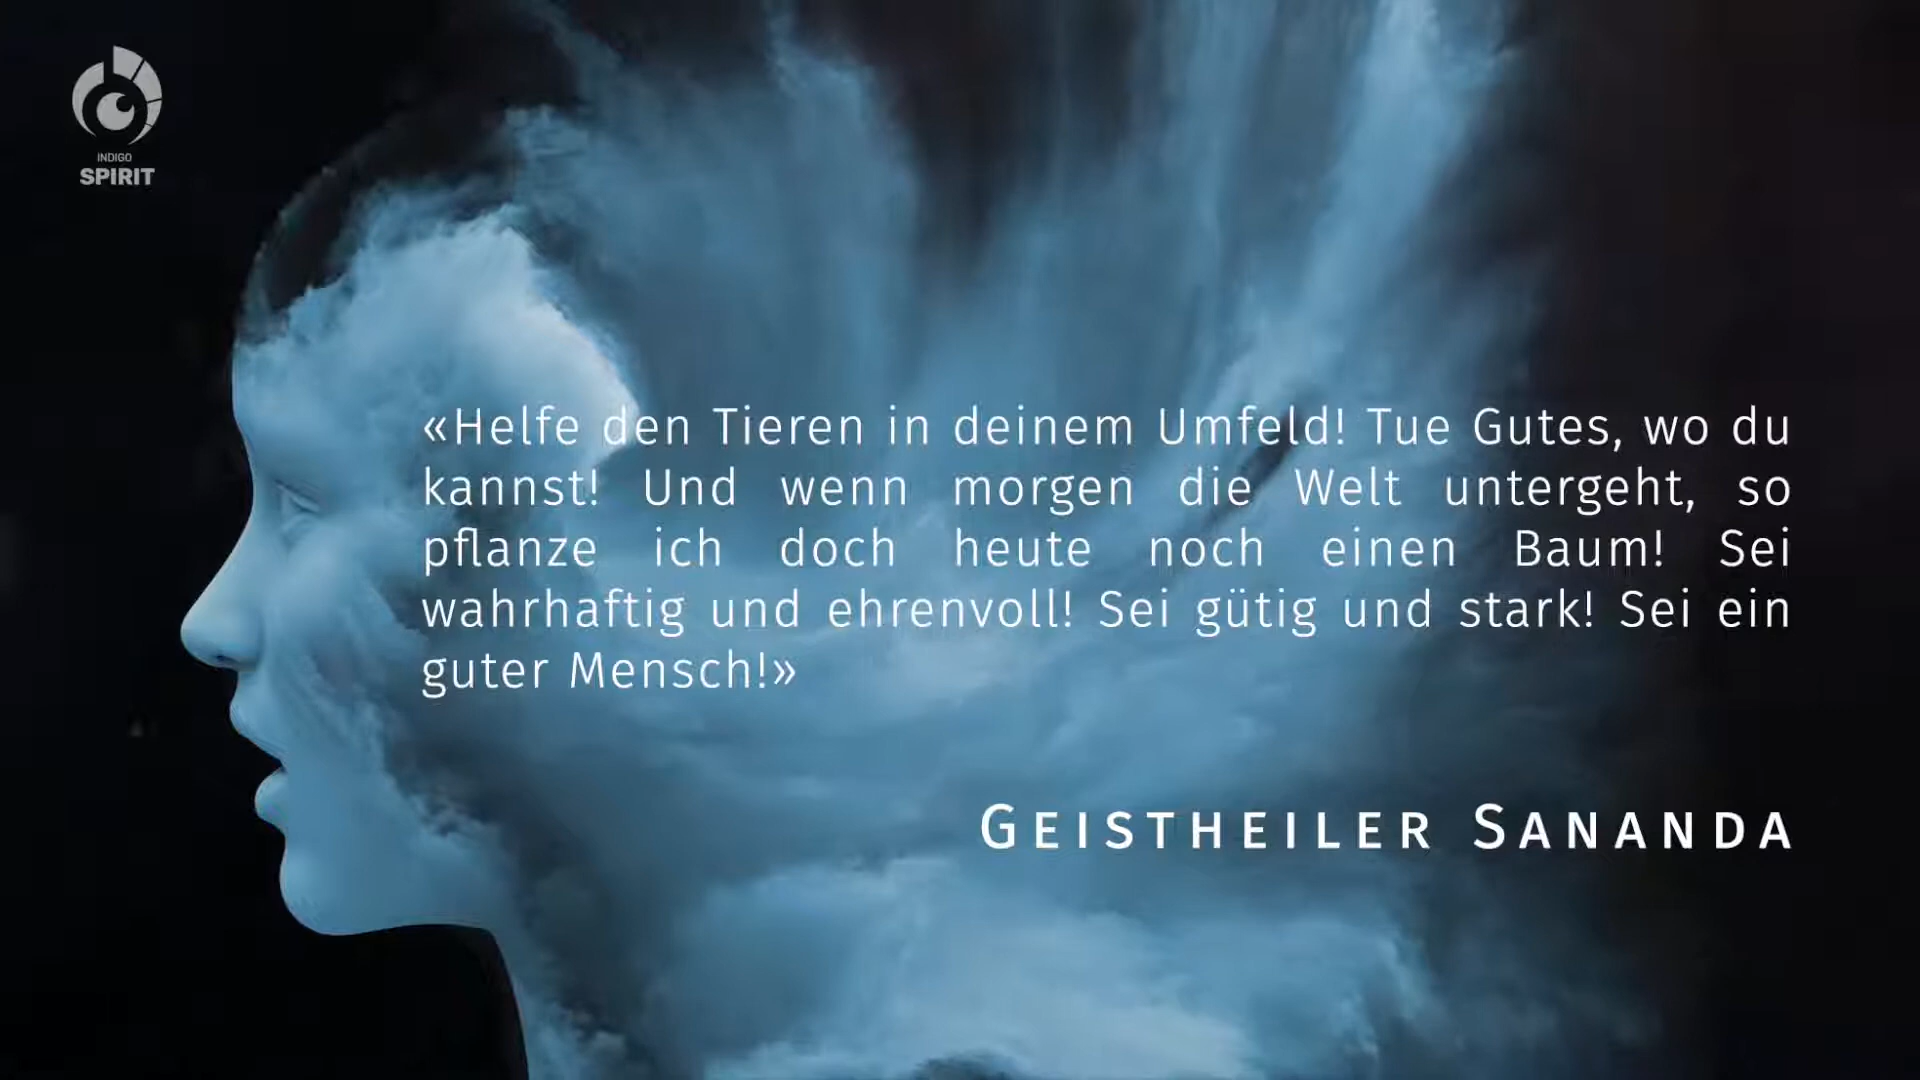 INDIGO
SPIRIT
«Helfe den Tieren in deinem Umfeld! Tue Gutes, wo du
kannst! Und wenn morgen die Welt untergeht, so
pflanze ich doch heute noch einen Baum! Sei
wahrhaftig und ehrenvoll! Sei gütig und stark! Sei ein
guter Mensch!»
GEISTHEILER SANANDA